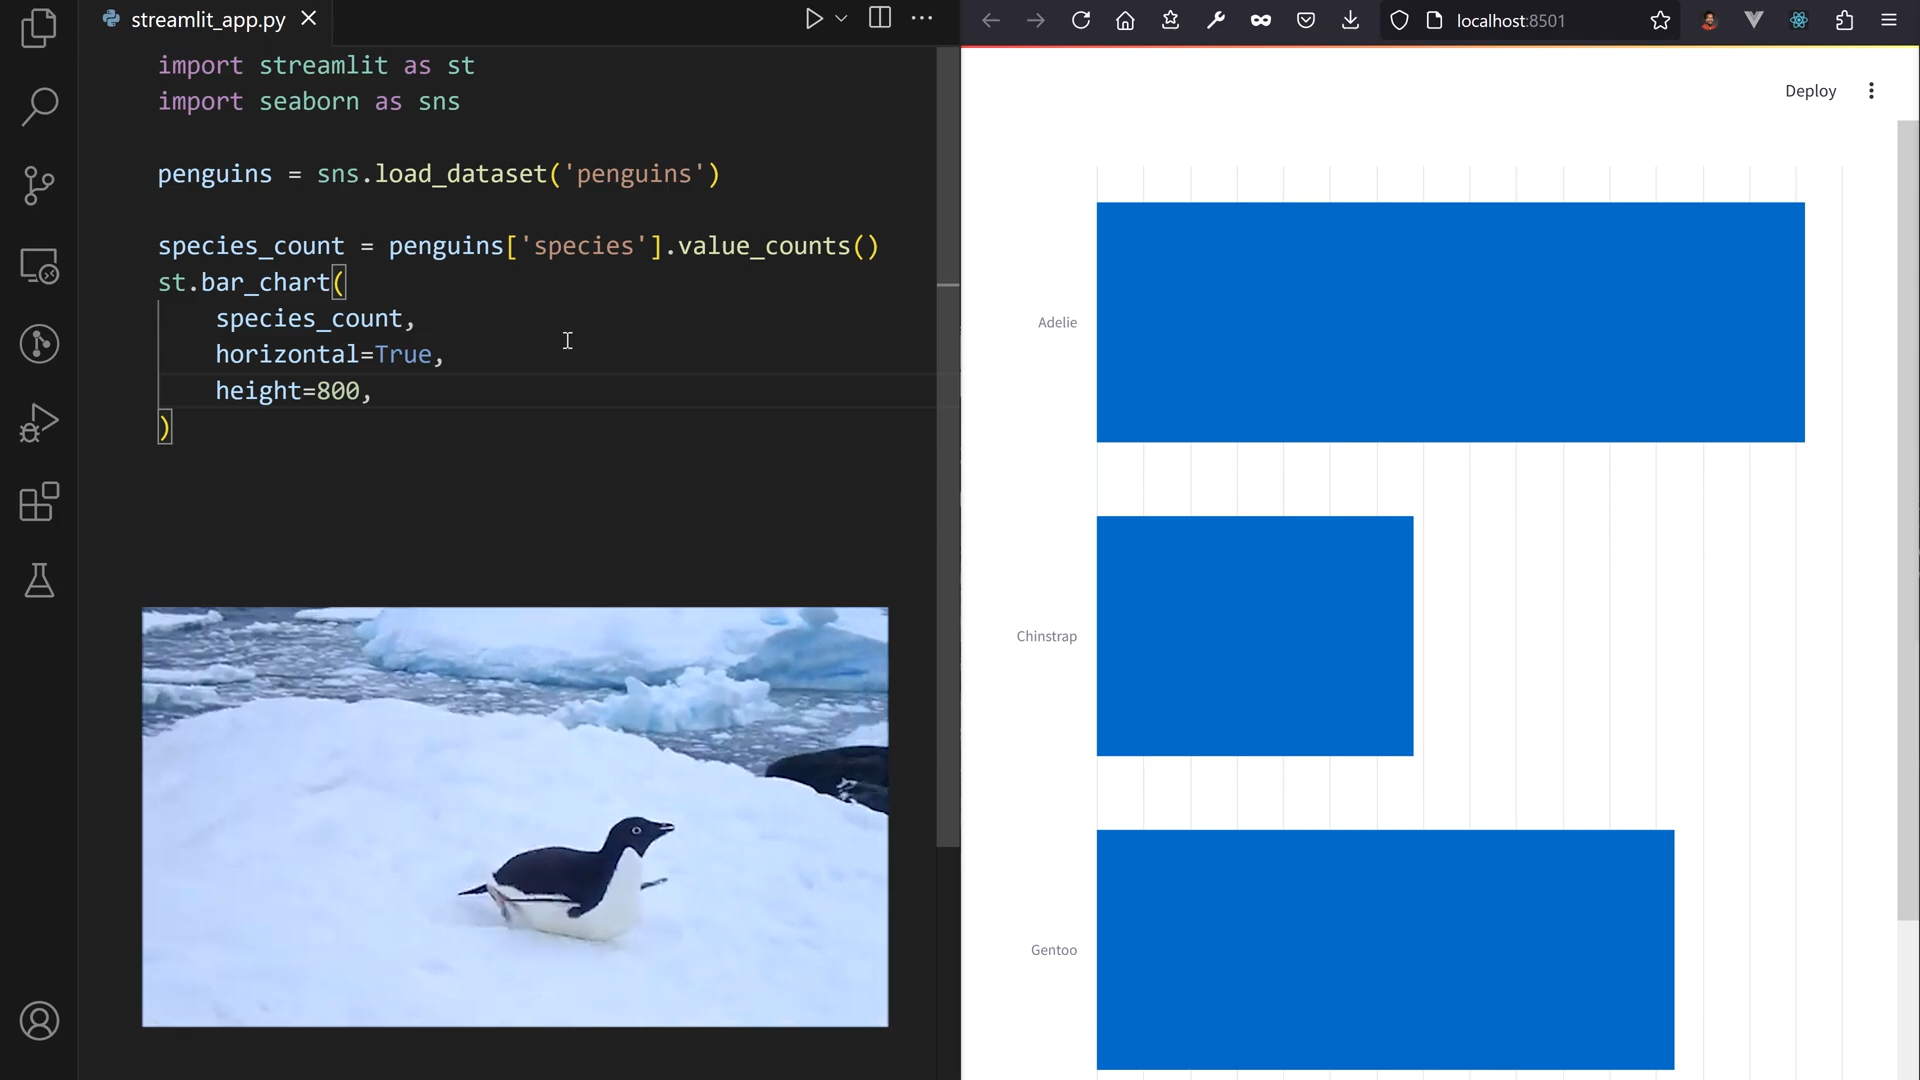 streamlit_app.py
import streamlit as st
import seaborn as sns
penguins = sns.load_dataset('penguins')
species_count = penguins['species'].value_counts()
st.bar_chart(
    species_count,
    horizontal=True,
    height=800,
)
localhost:8501
Deploy
Adelie
Chinstrap
Gentoo